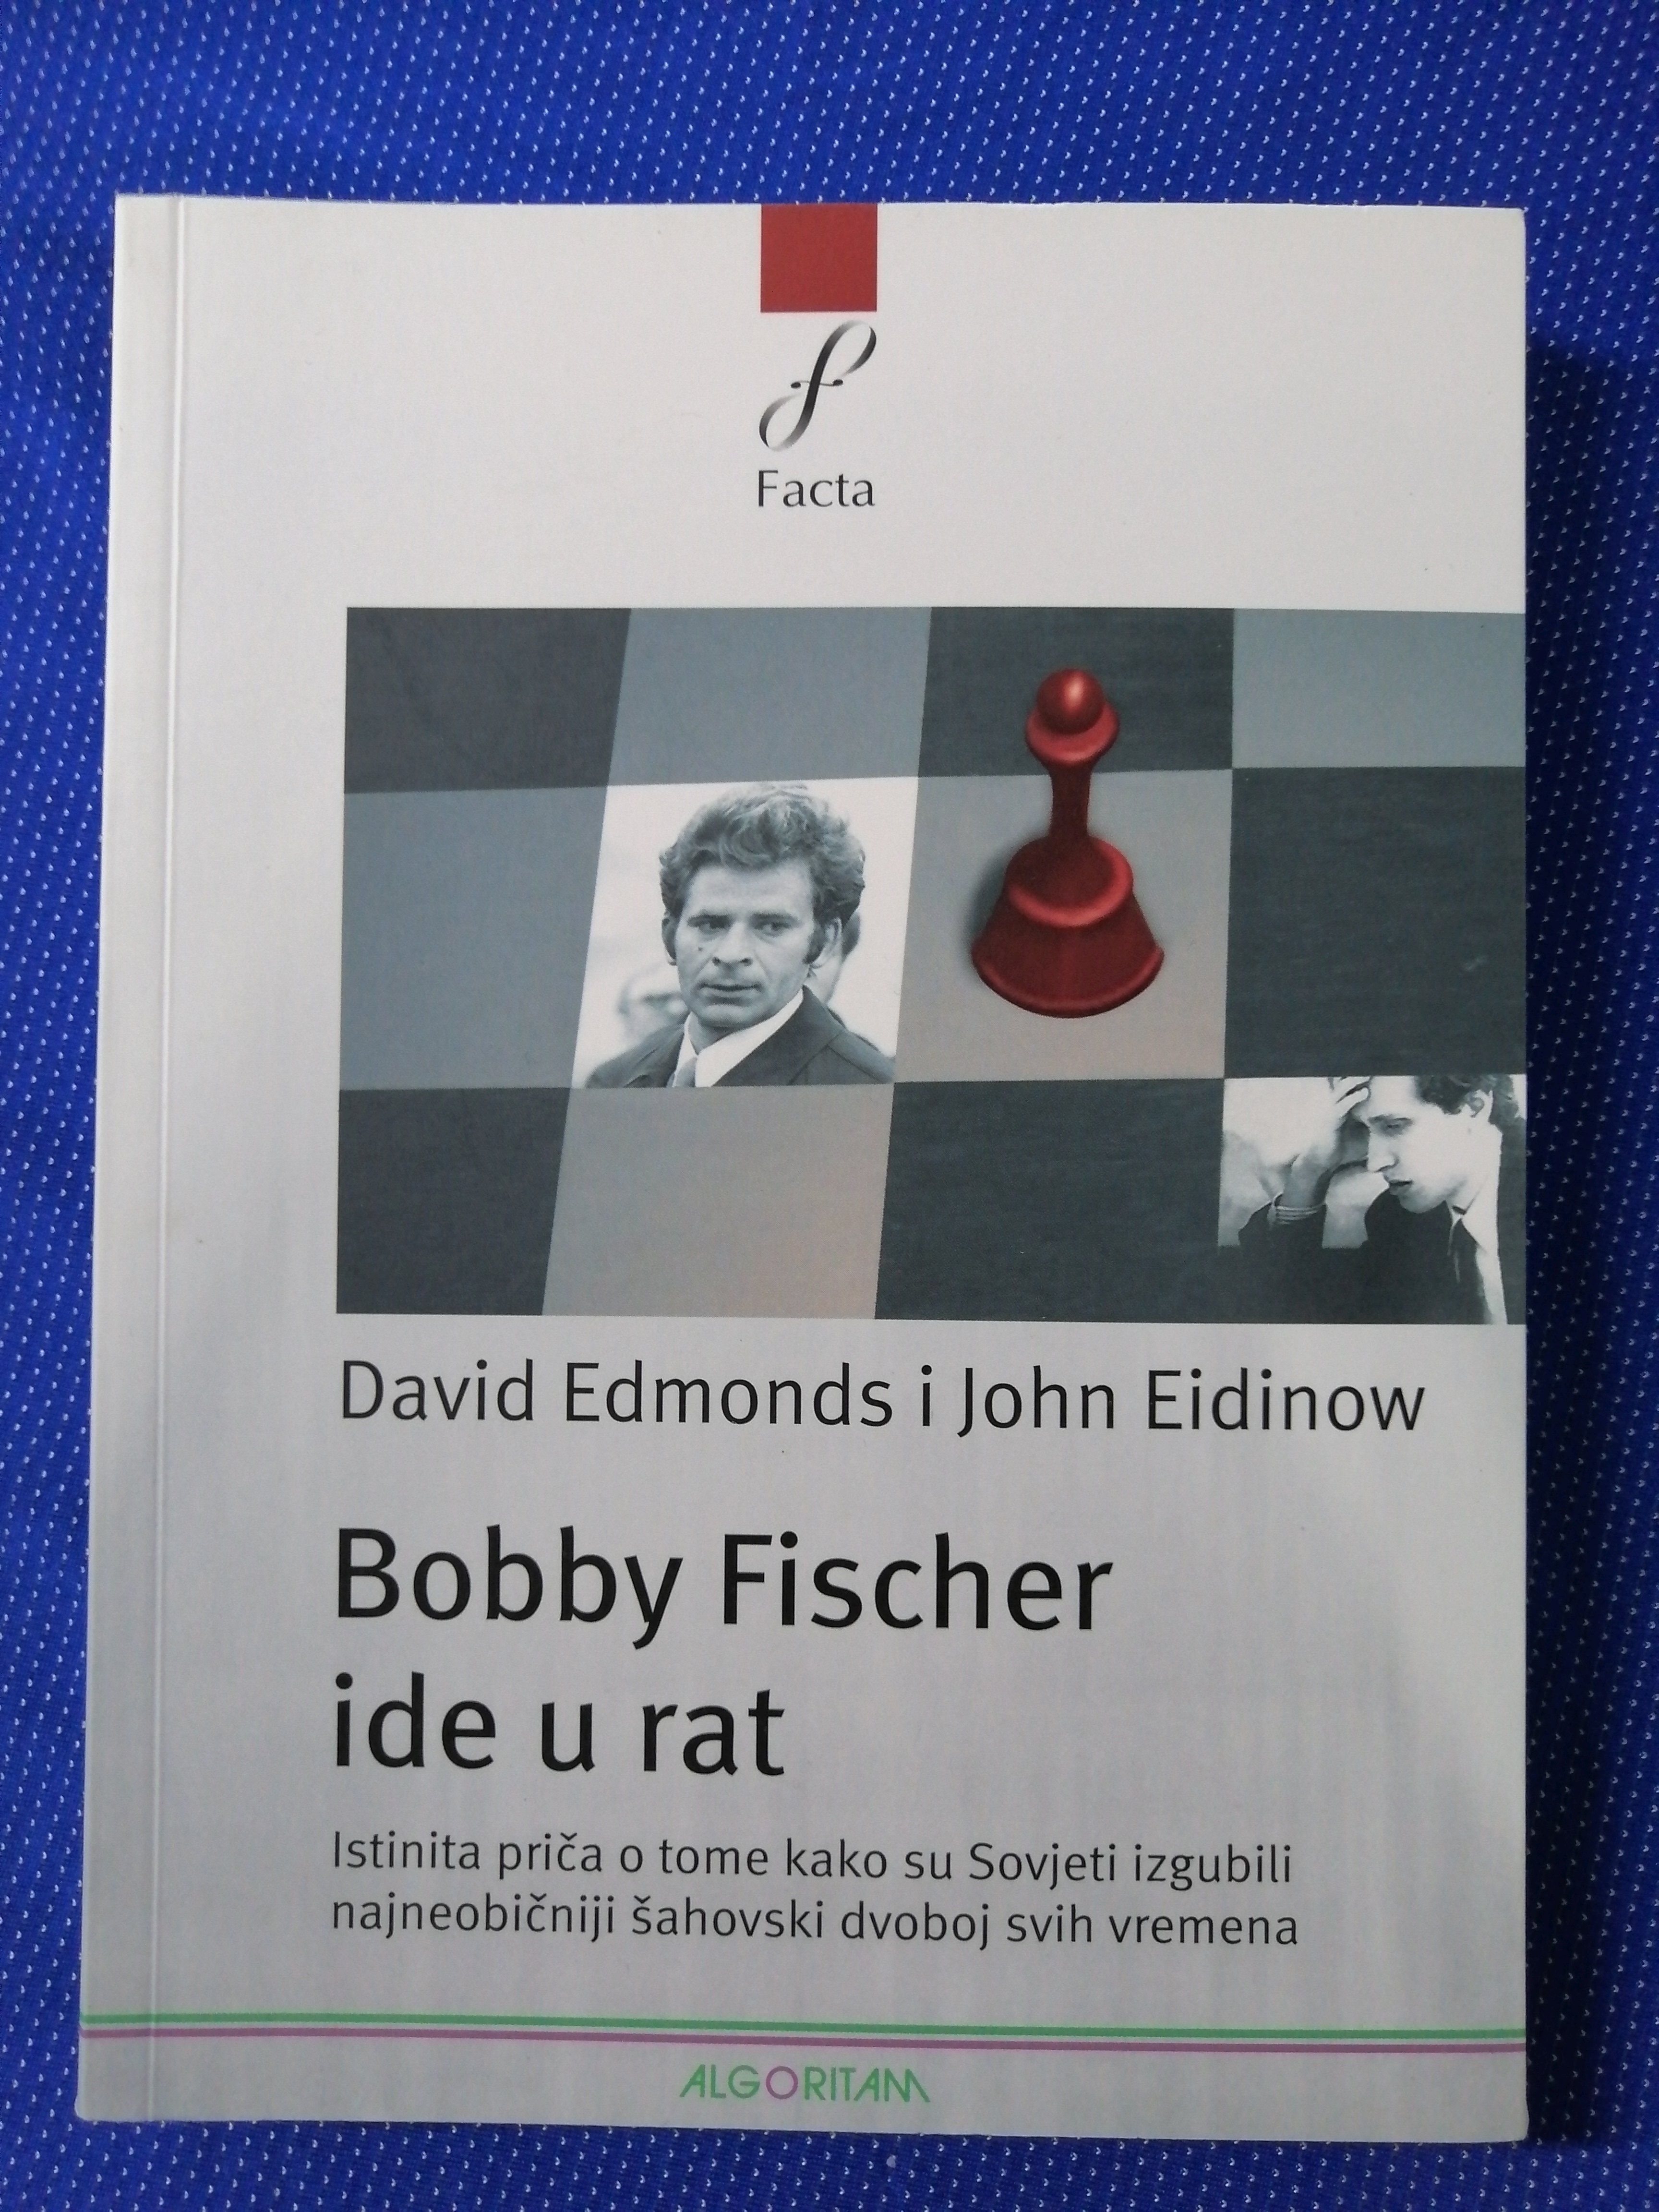 f
Facta
David Edmonds i John Eidinow
Bobby Fischer
ide u rat
Istinita priča o tome kako su Sovjeti izgubili
najneobičniji šahovski dvoboj svih vremena
ALGORITAM